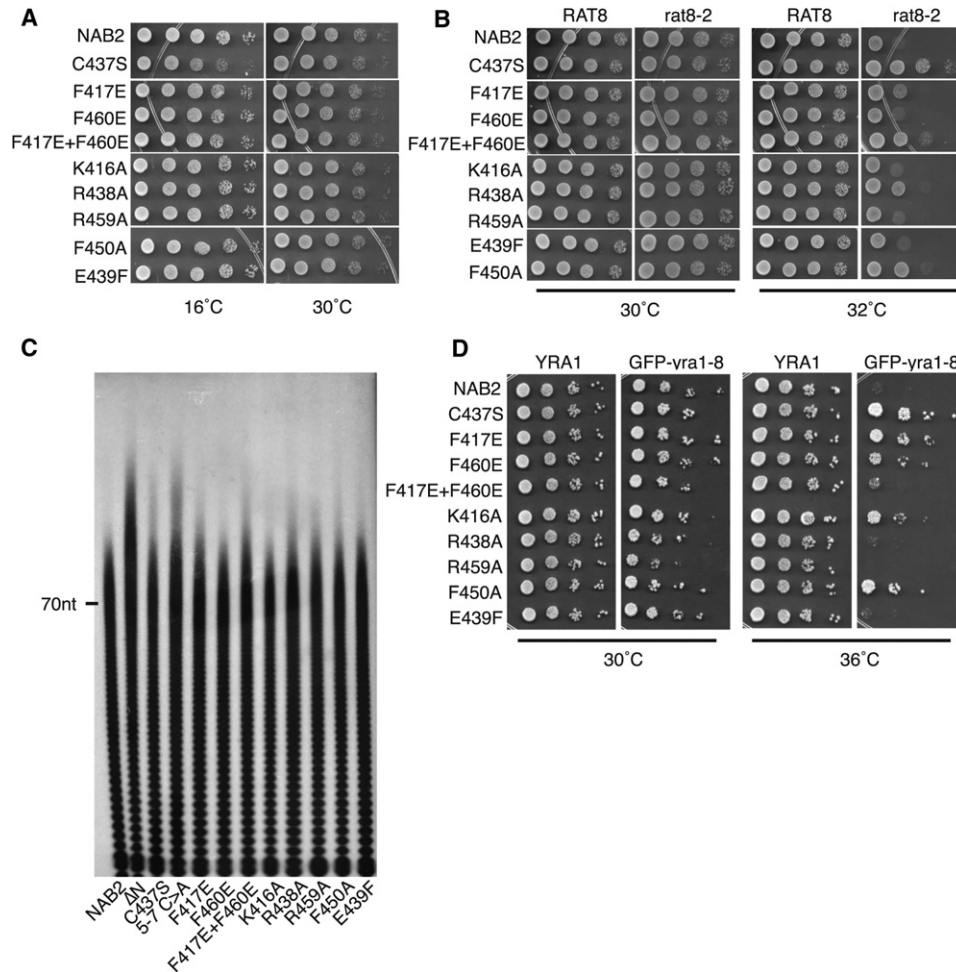 A
NAB2
C437S
F417E
F460E
F417E+F460E
K416A
R438A
R459A
F450A
E439F
16˚C 30˚C
B
RAT8 rat8-2 RAT8 rat8-2
NAB2
C437S
F417E
F460E
F417E+F460E
K416A
R438A
R459A
E439F
F450A
30˚C 32˚C
C
70nt
NAB2
ΔN
C437S
5-7 C>A
F417E
F460E
F417E+F460E
K416A
R438A
R459A
F450A
E439F
D
YRA1 GFP-yra1-8 YRA1 GFP-yra1-8
NAB2
C437S
F417E
F460E
F417E+F460E
K416A
R438A
R459A
F450A
E439F
30˚C 36˚C